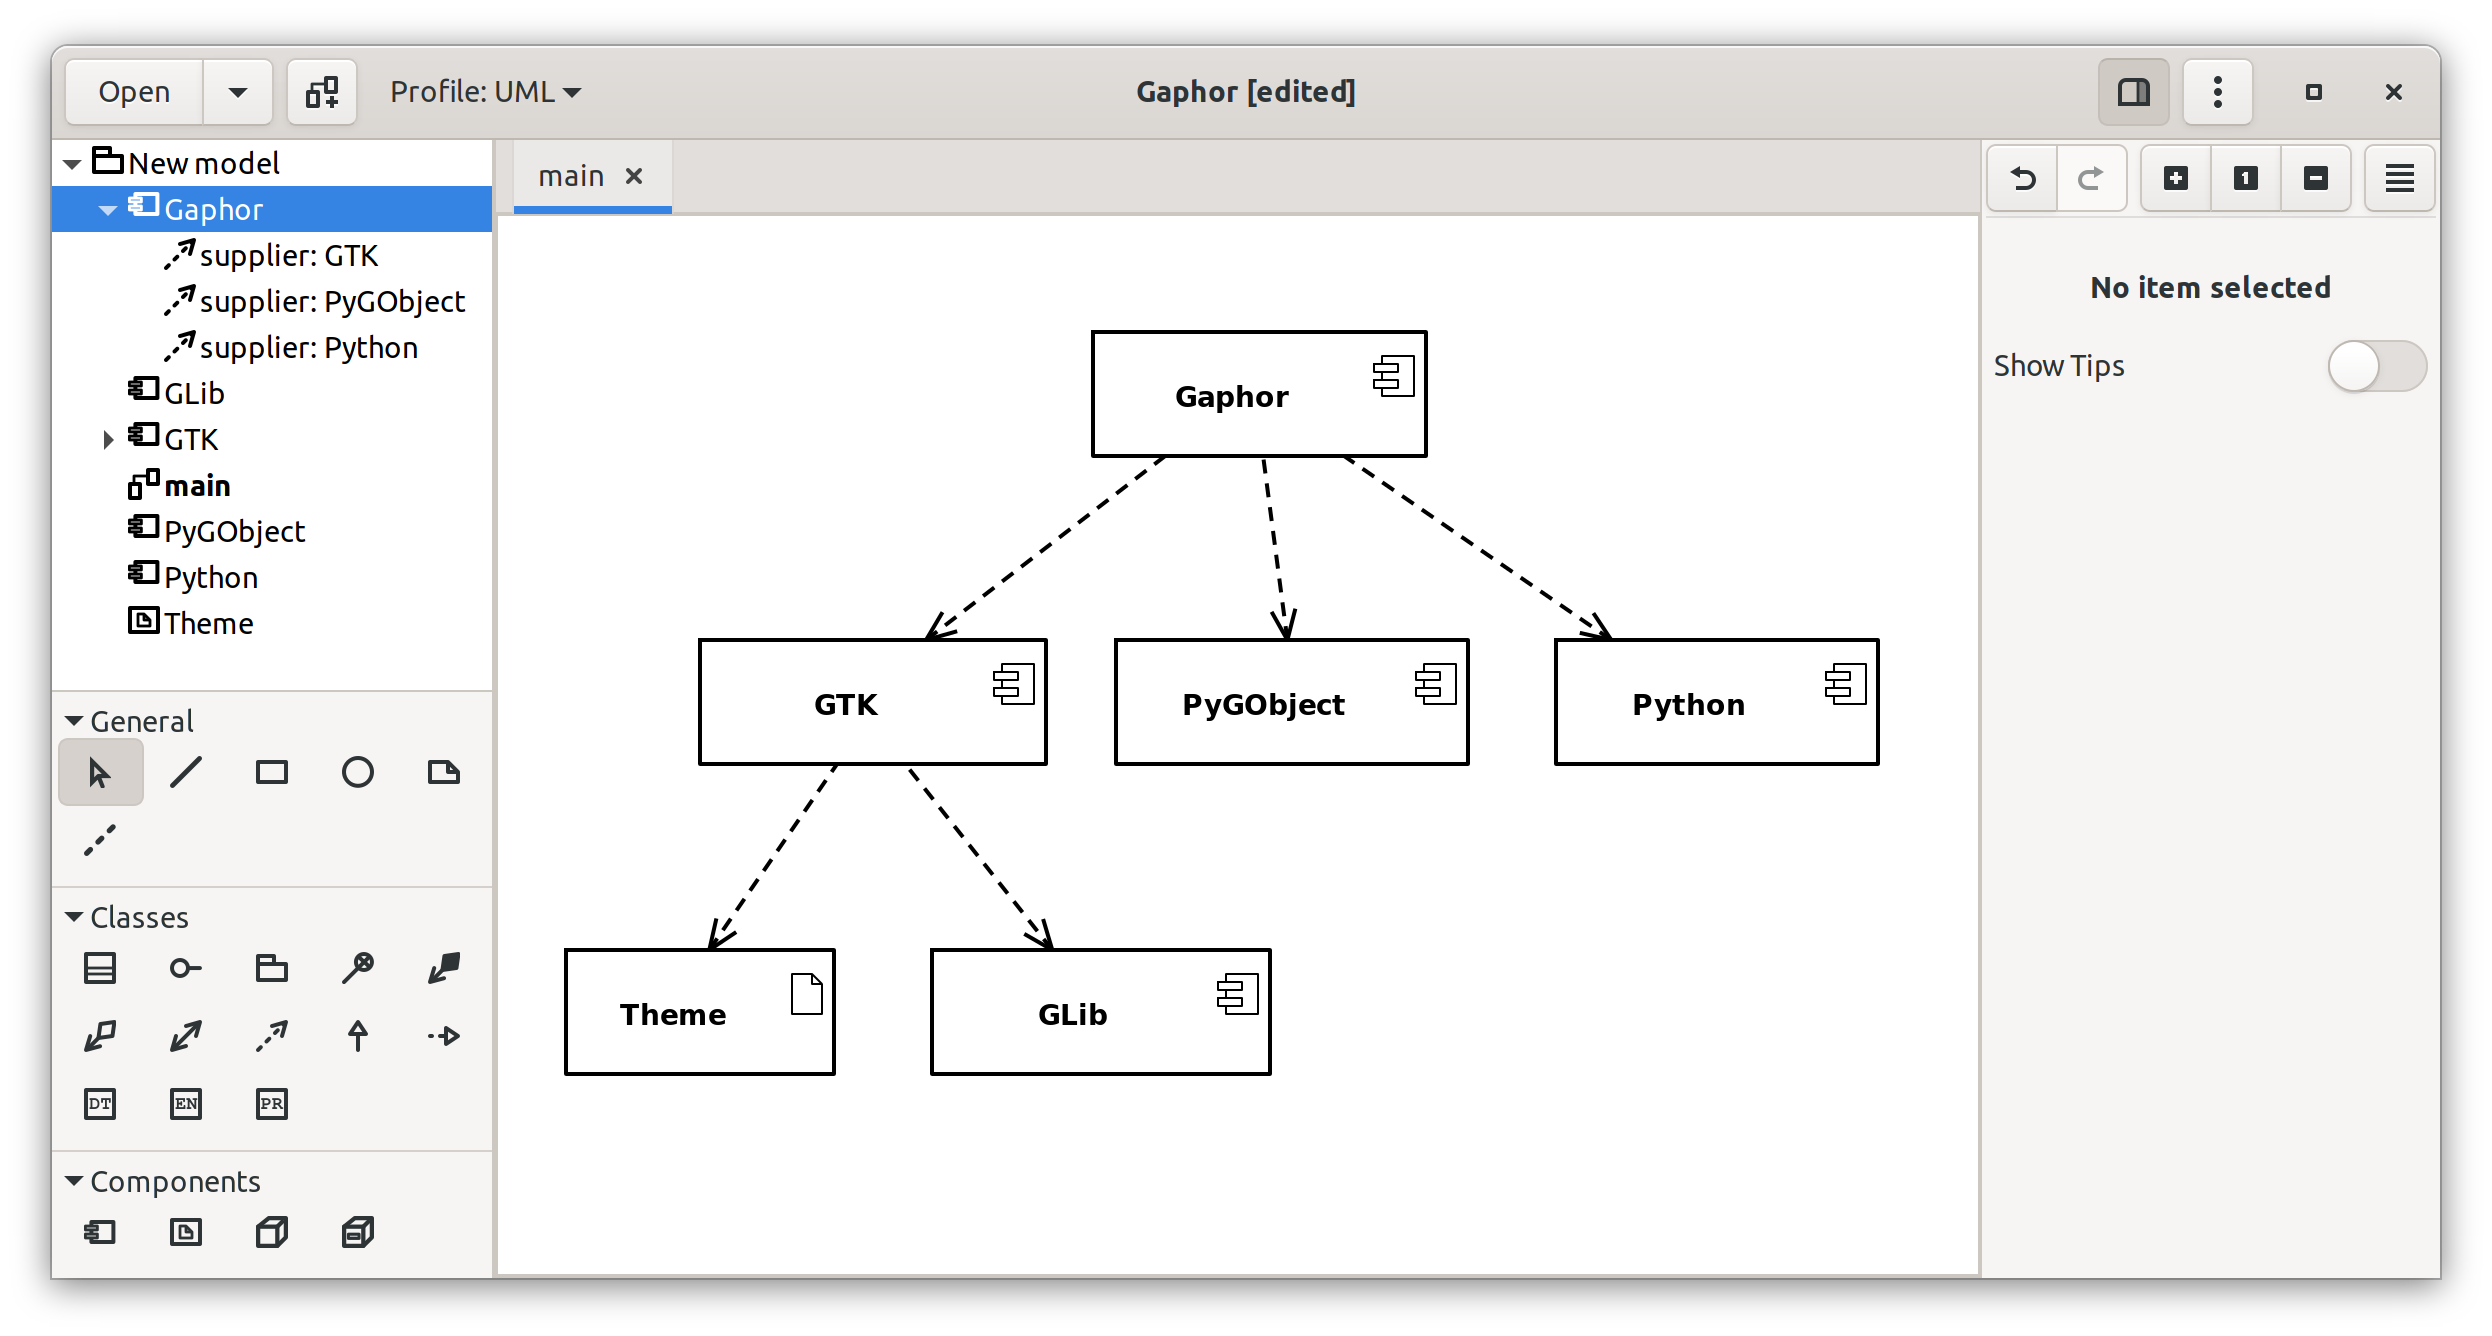 Open
Profile: UML
Gaphor [edited]
New model
Gaphor
supplier: GTK
supplier: PyGObject
supplier: Python
GLib
GTK
main
PyGObject
Python
Theme
General
Classes
DT EN PR
Components
main
Gaphor
GTK PyGObject Python
Theme GLib
1
No item selected
Show Tips